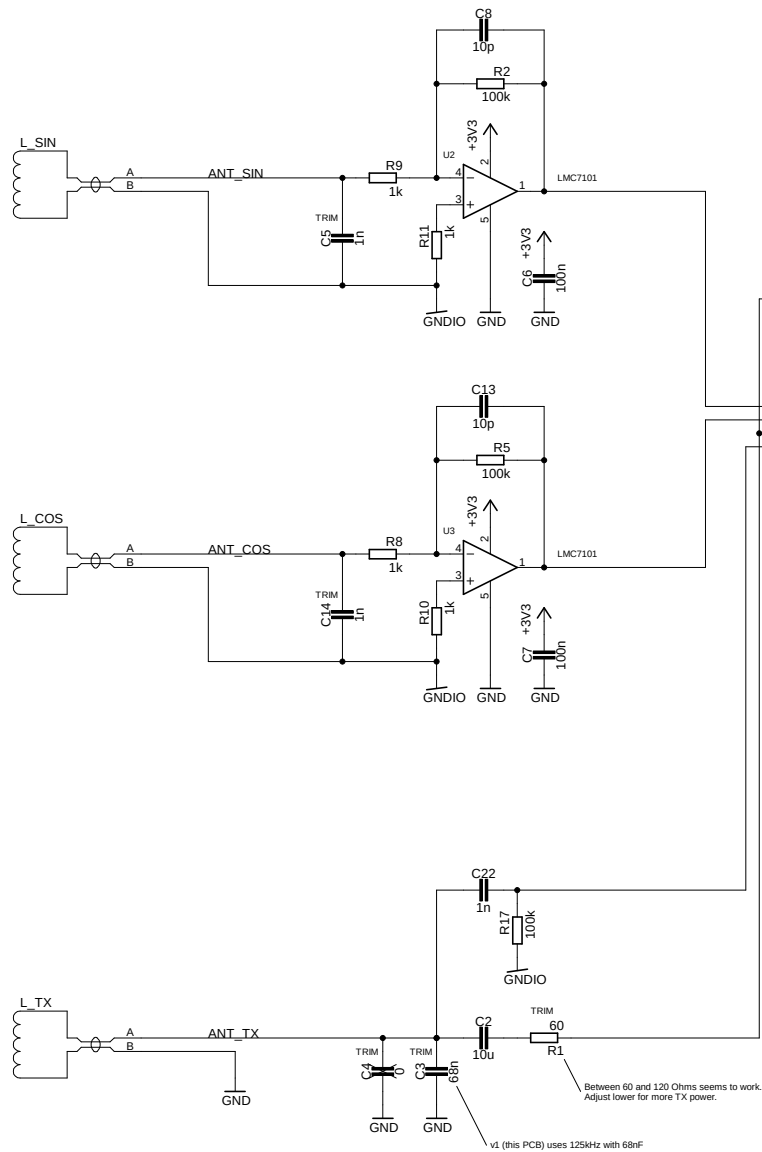 C8
10p
R2
100k
L_SIN
A
B
ANT_SIN
R9
1k
TRIM
C5
1n
U2
+3V3
2
4
3
1
5
LMC7101
R11
1k
+3V3
C6
100n
GNDIO
GND
GND
C13
10p
R5
100k
L_COS
A
B
ANT_COS
R8
1k
TRIM
C14
1n
U3
+3V3
2
4
3
1
5
LMC7101
R10
1k
+3V3
C7
100n
GNDIO
GND
GND
C22
1n
R17
100k
GNDIO
L_TX
A
B
ANT_TX
GND
TRIM
C4
0
GND
TRIM
C3
68n
GND
C2
10u
TRIM
60
R1
Between 60 and 120 Ohms seems to work.
Adjust lower for more TX power.
v1 (this PCB) uses 125kHz with 68nF